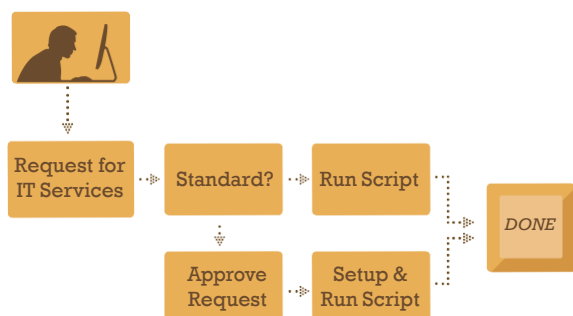 Request for
IT Services
Standard?
Run Script
DONE
Approve
Request
Setup &
Run Script